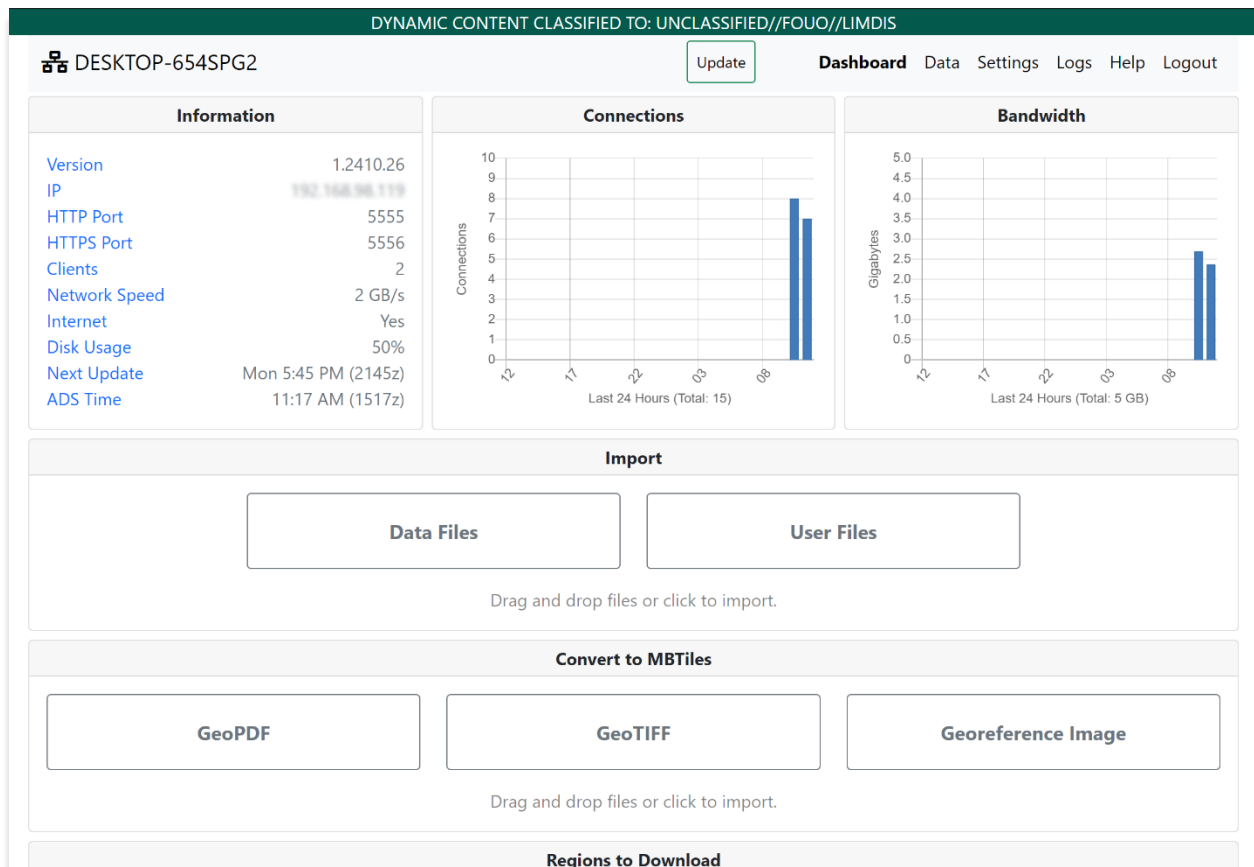 DYNAMIC CONTENT CLASSIFIED TO: UNCLASSIFIED//FOUO//LIMDIS
DESKTOP-654SPG2
Update
Dashboard Data Settings Logs Help Logout
Information
Version 1.2410.26
IP
HTTP Port 5555
HTTPS Port 5556
Clients 2
Network Speed 2 GB/s
Internet Yes
Disk Usage 50%
Next Update Mon 5:45 PM (2145z)
ADS Time 11:17 AM (1517z)
Connections
10
9
8
7
6
5
4
3
2
1
0
Connections
12 17 22 03 08
Last 24 Hours (Total: 15)
Bandwidth
5.0
4.5
4.0
3.5
3.0
2.5
2.0
1.5
1.0
0.5
0
Gigabytes
12 17 22 03 08
Last 24 Hours (Total: 5 GB)
Import
Data Files
User Files
Drag and drop files or click to import.
Convert to MBTiles
GeoPDF
GeoTIFF
Georeference Image
Drag and drop files or click to import.
Regions to Download